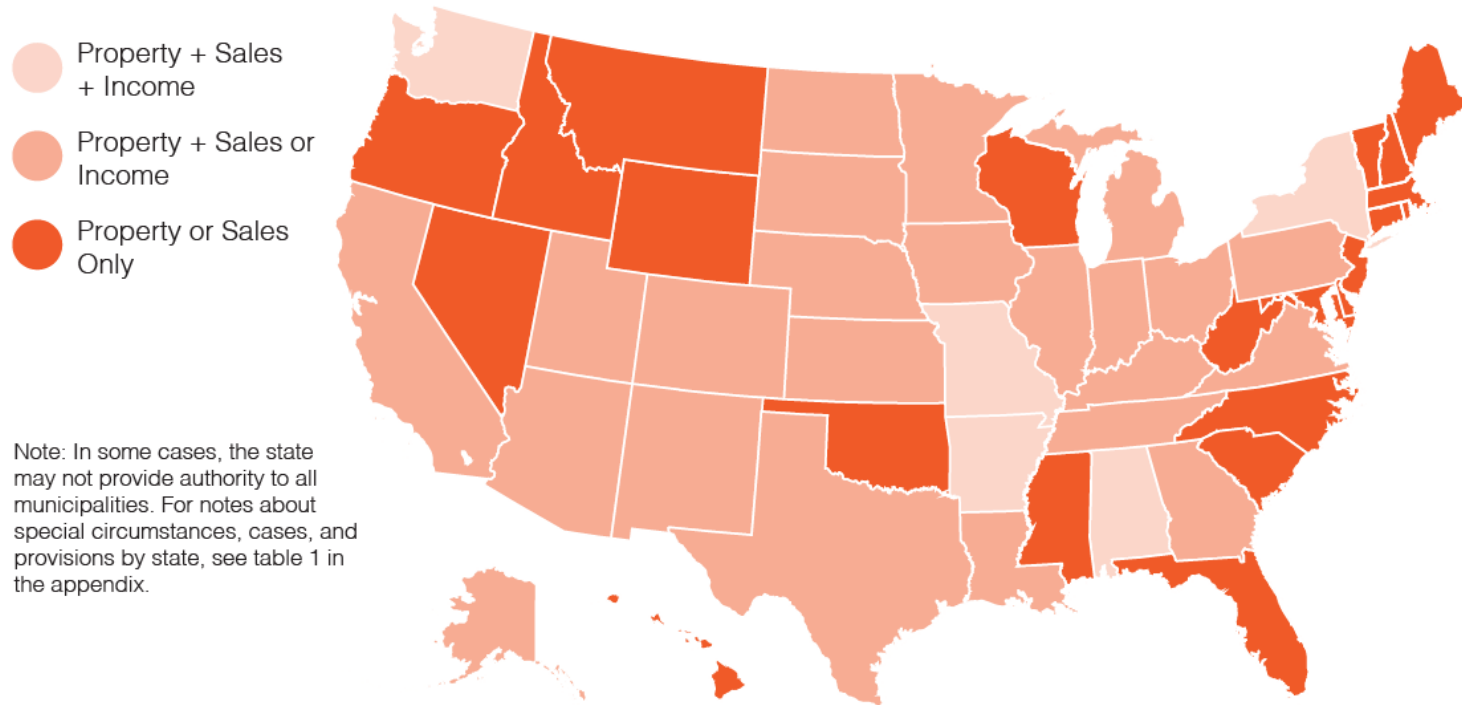 Property + Sales
+ Income
Property + Sales or
Income
Property or Sales
Only
Note: In some cases, the state
may not provide authority to all
municipalities. For notes about
special circumstances, cases, and
provisions by state, see table 1 in
the appendix.